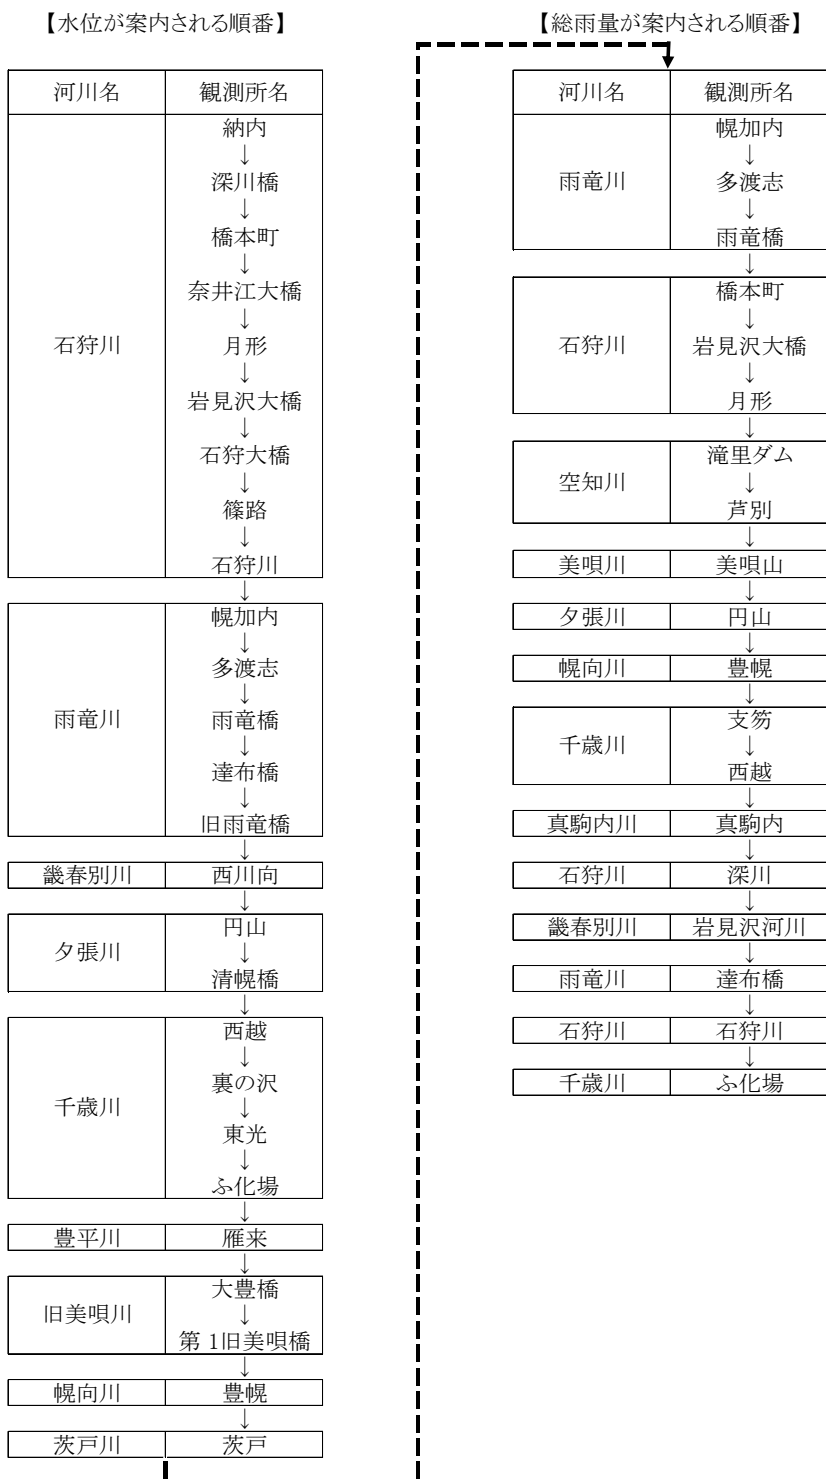 【水位が案内される順番】
河川名 観測所名
納内
↓
深川橋
↓
橋本町
↓
奈井江大橋
↓
石狩川 月形
↓
岩見沢大橋
↓
石狩大橋
↓
篠路
↓
石狩川
↓
幌加内
↓
多渡志
↓
雨竜川 雨竜橋
↓
達布橋
↓
旧雨竜橋
↓
畿春別川 西川向
↓
夕張川 円山
↓
清幌橋
↓
西越
↓
裏の沢
千歳川 ↓
東光
↓
ふ化場
↓
豊平川 雁来
↓
旧美唄川 大豊橋
↓
第1旧美唄橋
↓
幌向川 豊幌
↓
茨戸川 茨戸
【総雨量が案内される順番】
河川名 観測所名
幌加内
↓
雨竜川 多渡志
↓
雨竜橋
↓
橋本町
↓
石狩川 岩見沢大橋
↓
月形
↓
滝里ダム
空知川 ↓
芦別
↓
美唄川 美唄山
↓
夕張川 円山
↓
幌向川 豊幌
↓
支笏
千歳川 ↓
西越
↓
真駒内川 真駒内
↓
石狩川 深川
↓
畿春別川 岩見沢河川
↓
雨竜川 達布橋
↓
石狩川 石狩川
↓
千歳川 ふ化場